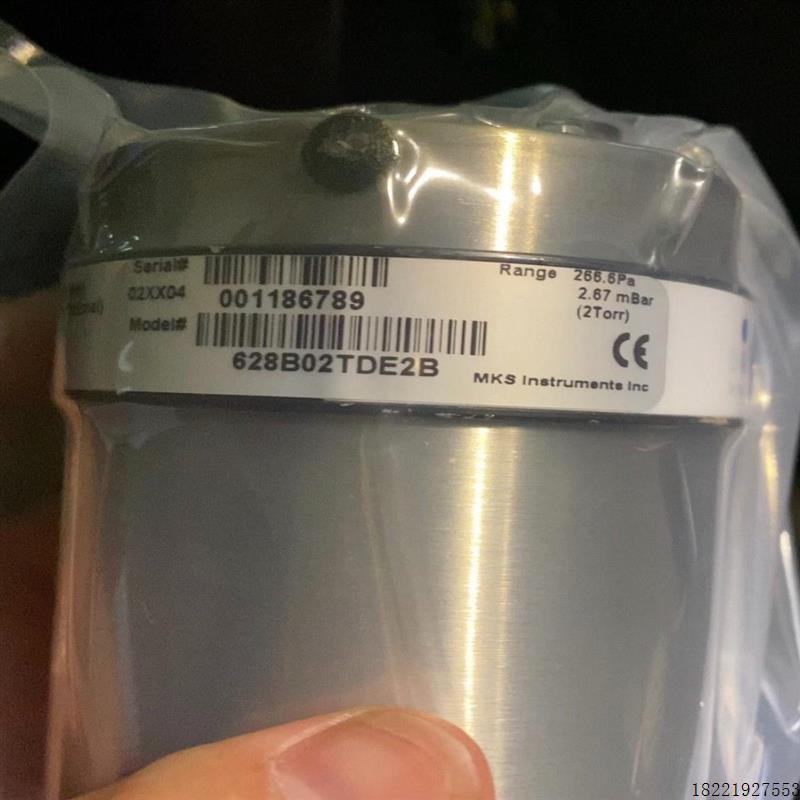 Serial#
02XX04
001186789
Model#
628B02TDE2B
Range 266.6Pa
2.67 mBar
(2Torr)
CE
MKS Instruments Inc
18221927553